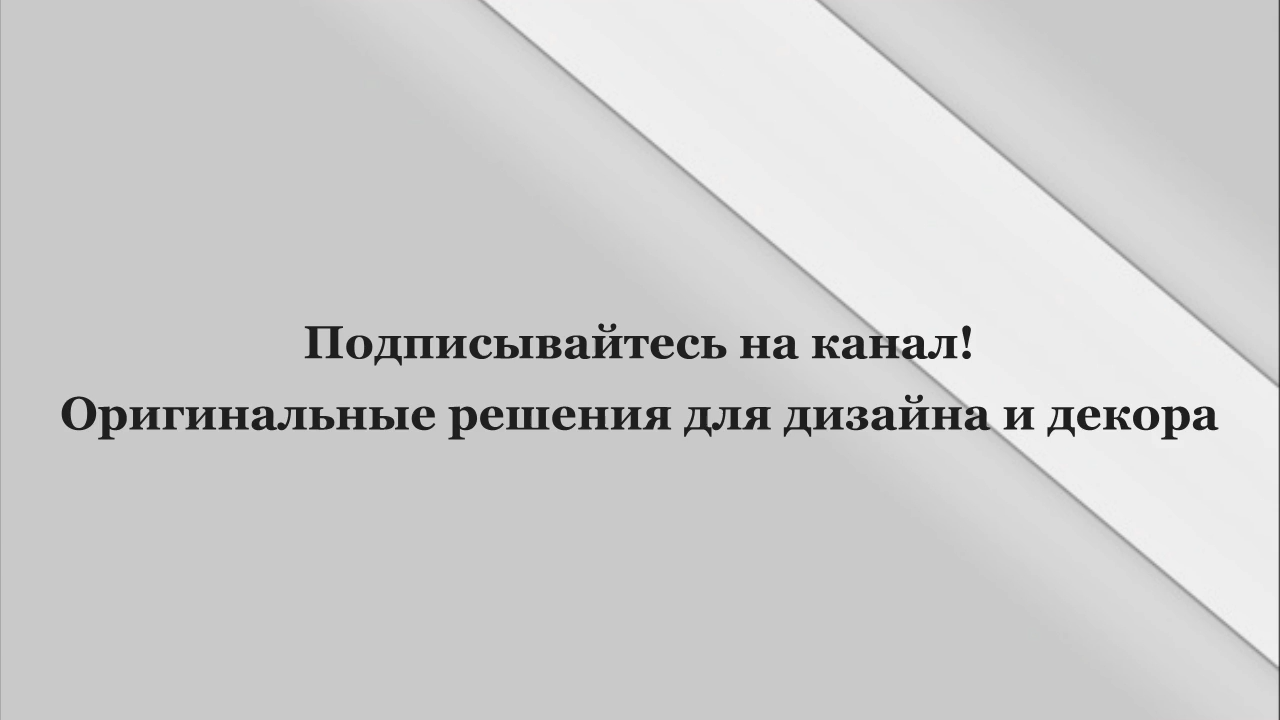 Подписывайтесь на канал!
Оригинальные решения для дизайна и декора